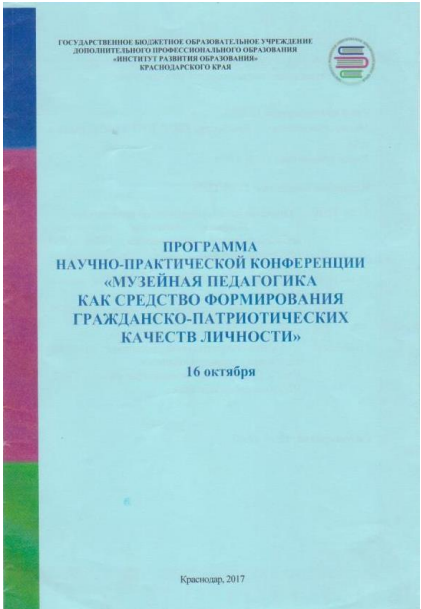 ГОСУДАРСТВЕННОЕ БЮДЖЕТНОЕ ОБРАЗОВАТЕЛЬНОЕ УЧРЕЖДЕНИЕ
ДОПОЛНИТЕЛЬНОГО ПРОФЕССИОНАЛЬНОГО ОБРАЗОВАНИЯ
«ИНСТИТУТ РАЗВИТИЯ ОБРАЗОВАНИЯ»
КРАСНОДАРСКОГО КРАЯ
ПРОГРАММА
НАУЧНО-ПРАКТИЧЕСКОЙ КОНФЕРЕНЦИИ
«МУЗЕЙНАЯ ПЕДАГОГИКА
КАК СРЕДСТВО ФОРМИРОВАНИЯ
ГРАЖДАНСКО-ПАТРИОТИЧЕСКИХ
КАЧЕСТВ ЛИЧНОСТИ»
16 октября
Краснодар, 2017